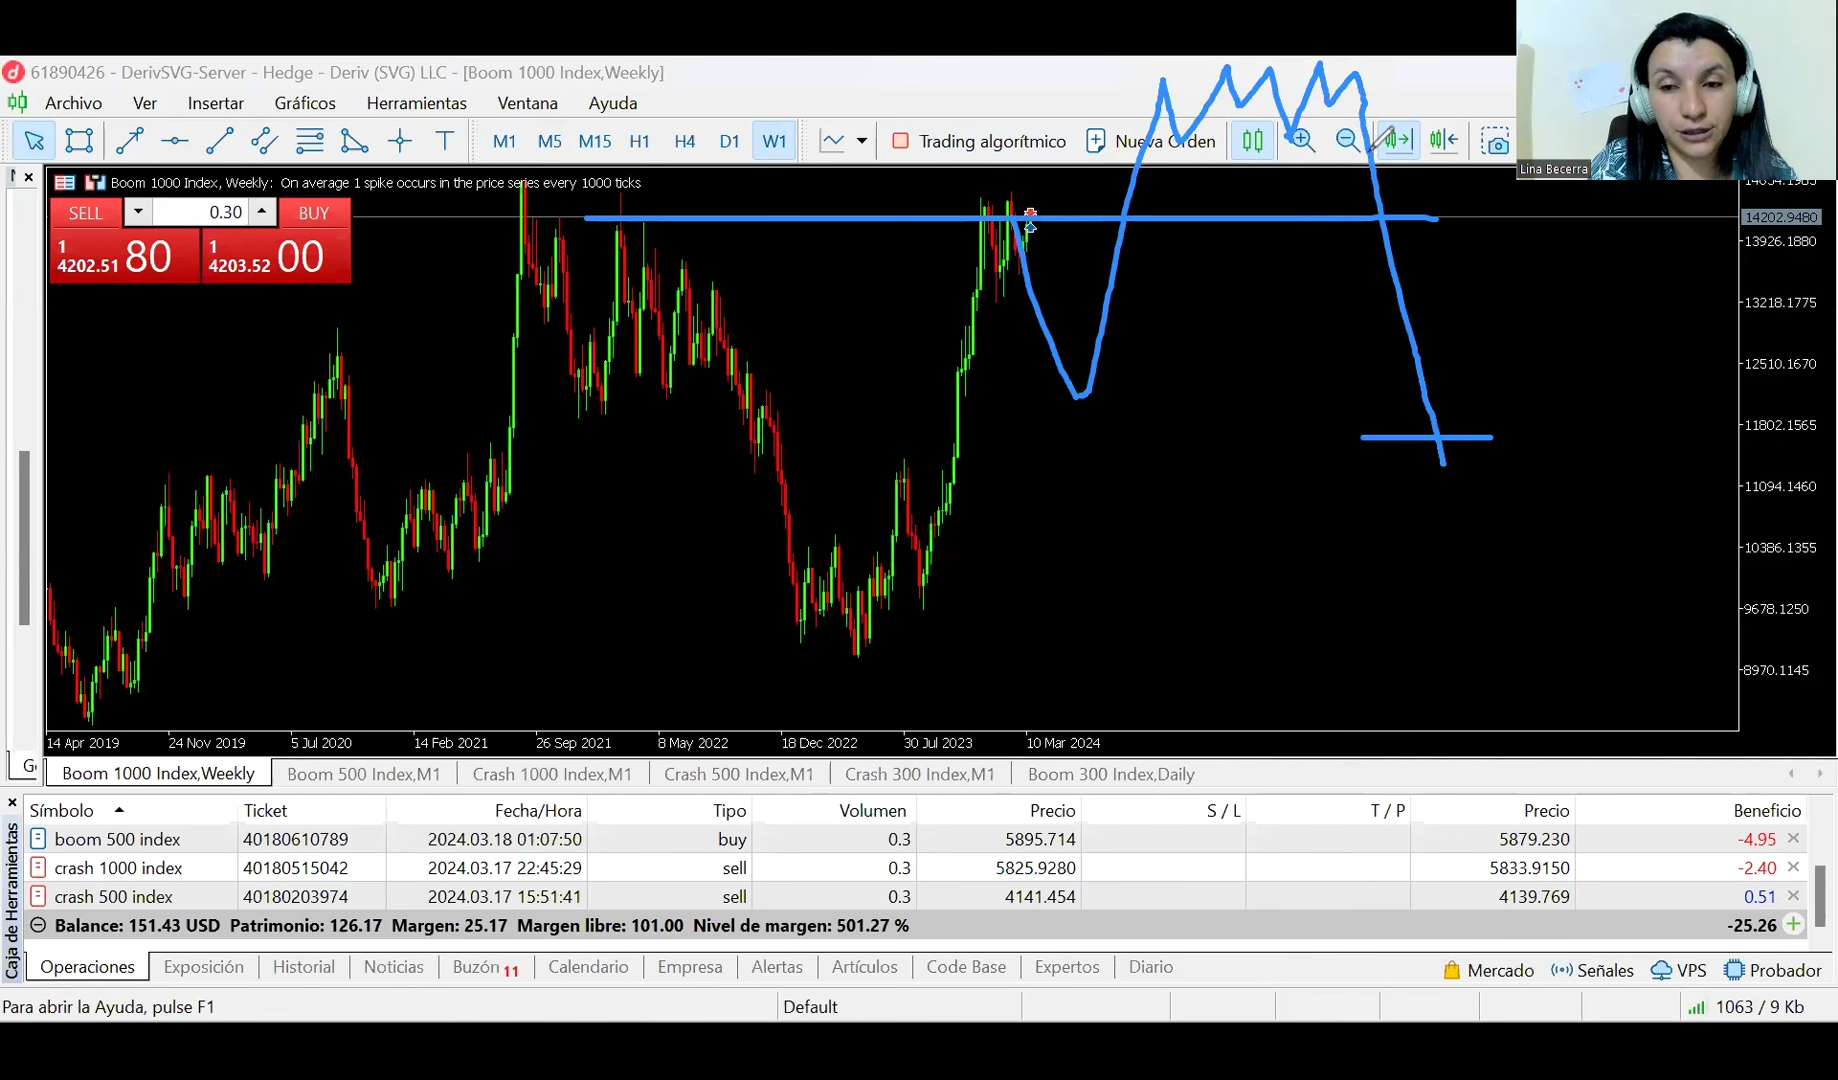 61890426 - DerivSVG-Server - Hedge - Deriv (SVG) LLC - [Boom 1000 Index,Weekly]
Archivo Ver Insertar Gráficos Herramientas Ventana Ayuda
T M1 M5 M15 H1 H4 D1 W1 Trading algorítmico Nueva Orden
Lina Becerra
Boom 1000 Index, Weekly: On average 1 spike occurs in the price series every 1000 ticks
SELL 0.30 BUY
1 4202.51 80 1 4203.52 00
14202.9480
13926.1880
13218.1775
12510.1670
11802.1565
11094.1460
10386.1355
9678.1250
8970.1145
14 Apr 2019 24 Nov 2019 5 Jul 2020 14 Feb 2021 26 Sep 2021 8 May 2022 18 Dec 2022 30 Jul 2023 10 Mar 2024
Boom 1000 Index,Weekly Boom 500 Index,M1 Crash 1000 Index,M1 Crash 500 Index,M1 Crash 300 Index,M1 Boom 300 Index,Daily
Símbolo Ticket Fecha/Hora Tipo Volumen Precio S / L T / P Precio Beneficio
boom 500 index 40180610789 2024.03.18 01:07:50 buy 0.3 5895.714 5879.230 -4.95
crash 1000 index 40180515042 2024.03.17 22:45:29 sell 0.3 5825.9280 5833.9150 -2.40
crash 500 index 40180203974 2024.03.17 15:51:41 sell 0.3 4141.454 4139.769 0.51
Balance: 151.43 USD Patrimonio: 126.17 Margen: 25.17 Margen libre: 101.00 Nivel de margen: 501.27 % -25.26
Caja de Herramientas
Operaciones Exposición Historial Noticias Buzón 11 Calendario Empresa Alertas Artículos Code Base Expertos Diario Mercado Señales VPS Probador
Para abrir la Ayuda, pulse F1 Default 1063 / 9 Kb